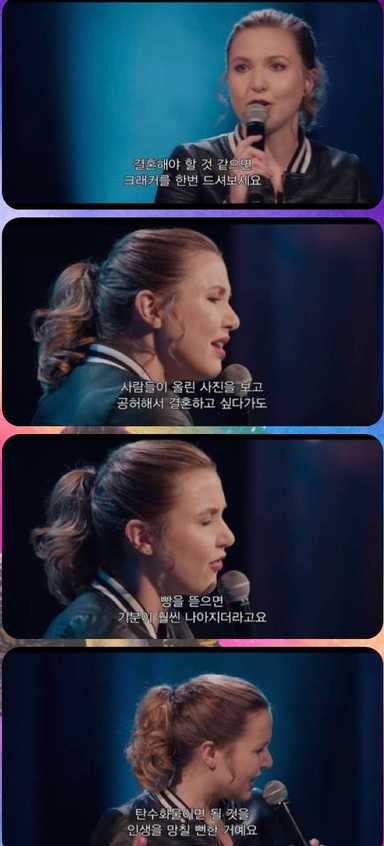 결혼해야 할 것 같으면
크래커를 한번 드셔보세요
사람들이 올린 사진을 보고
공허해서 결혼하고 싶다가도
빵을 뜯으면
기분이 훨씬 나아지더라고요
탄수화물이면 될 것을
인생을 망칠 뻔한 거예요